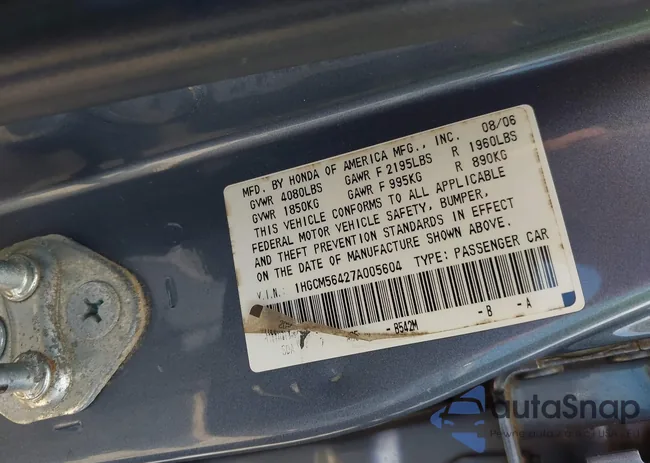 MFD. BY HONDA OF AMERICA MFG., INC. 08/06
GVWR 4080LBS GAWR F 2195LBS R 1960LBS
GVWR 1850KG GAWR F 995KG R 890KG
THIS VEHICLE CONFORMS TO ALL APPLICABLE
FEDERAL MOTOR VEHICLE SAFETY, BUMPER,
AND THEFT PREVENTION STANDARDS IN EFFECT
ON THE DATE OF MANUFACTURE SHOWN ABOVE.
V.I.N.: 1HGCM56427A005604 TYPE: PASSENGER CAR
- B542M - B - A
autaSnap